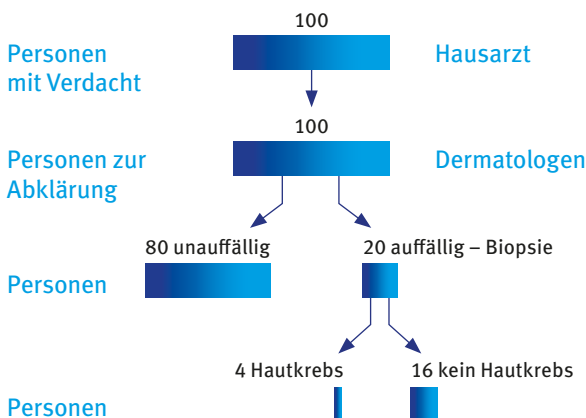 100
Personen
mit Verdacht
Hausarzt
100
Personen zur
Abklärung
Dermatologen
80 unauffällig
20 auffällig – Biopsie
Personen
4 Hautkrebs
16 kein Hautkrebs
Personen